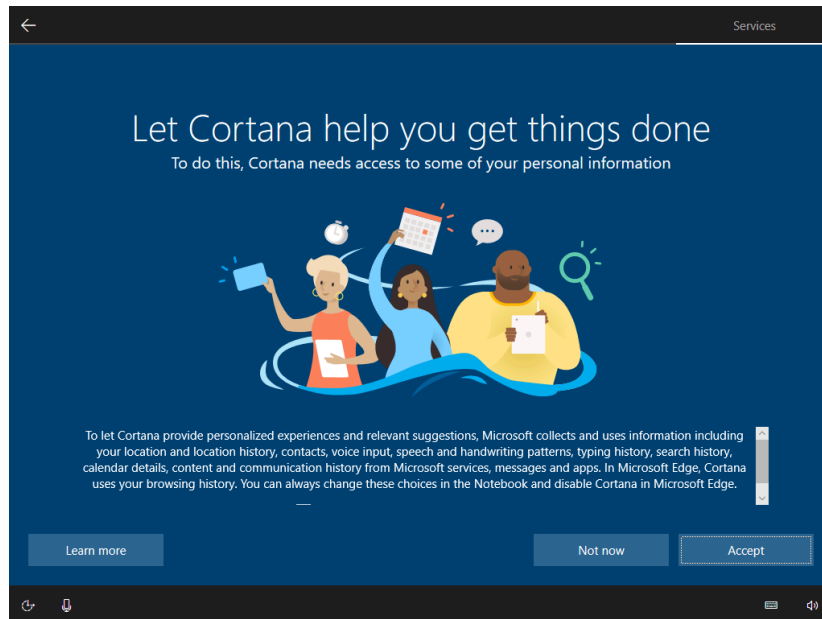 Services
Let Cortana help you get things done
To do this, Cortana needs access to some of your personal information
To let Cortana provide personalized experiences and relevant suggestions, Microsoft collects and uses information including
your location and location history, contacts, voice input, speech and handwriting patterns, typing history, search history,
calendar details, content and communication history from Microsoft services, messages and apps. In Microsoft Edge, Cortana
uses your browsing history. You can always change these choices in the Notebook and disable Cortana in Microsoft Edge.
Learn more
Not now
Accept